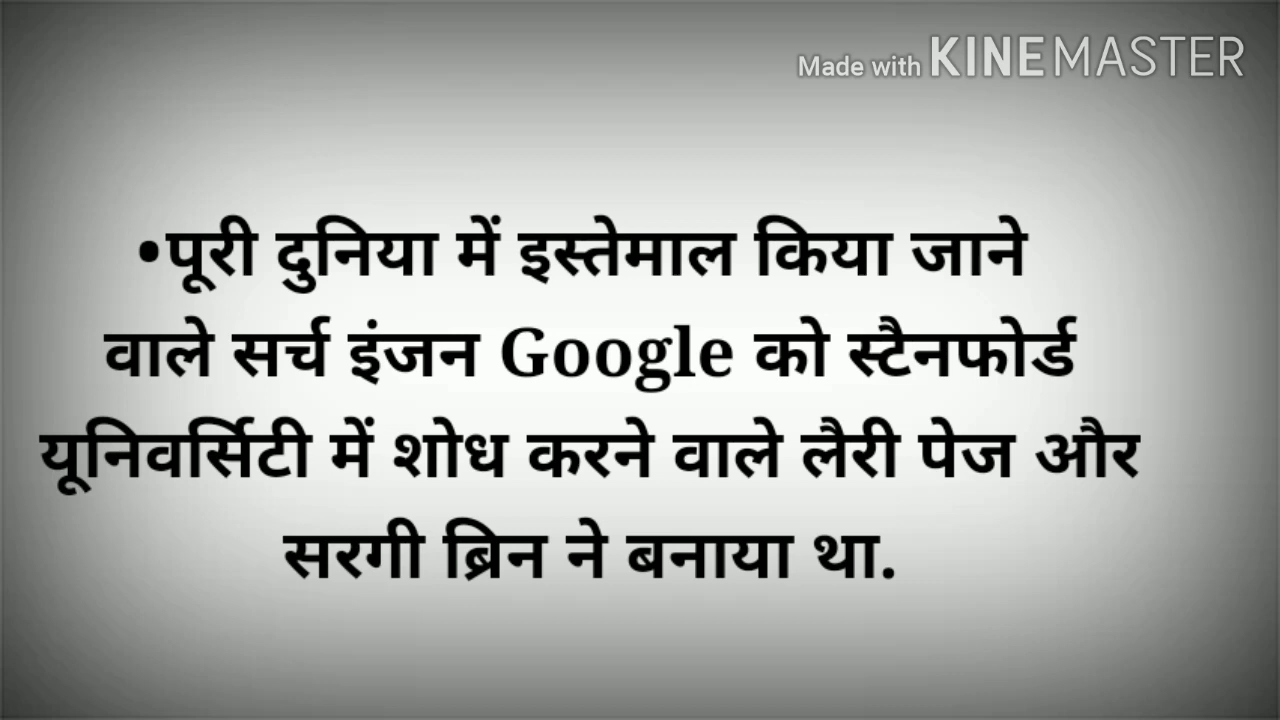 Made with KINEMASTER
•पूरी दुनिया में इस्तेमाल किया जाने
वाले सर्च इंजन Google को स्टैनफोर्ड
यूनिवर्सिटी में शोध करने वाले लैरी पेज और
सरगी ब्रिन ने बनाया था.